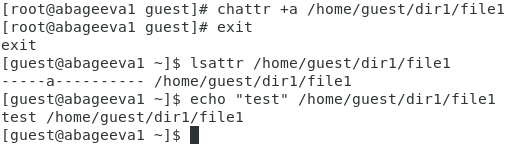 [root@abageeva1 guest]# chattr +a /home/guest/dir1/file1
[root@abageeva1 guest]# exit
exit
[guest@abageeva1 ~]$ lsattr /home/guest/dir1/file1
-----a---------- /home/guest/dir1/file1
[guest@abageeva1 ~]$ echo "test" /home/guest/dir1/file1
test /home/guest/dir1/file1
[guest@abageeva1 ~]$